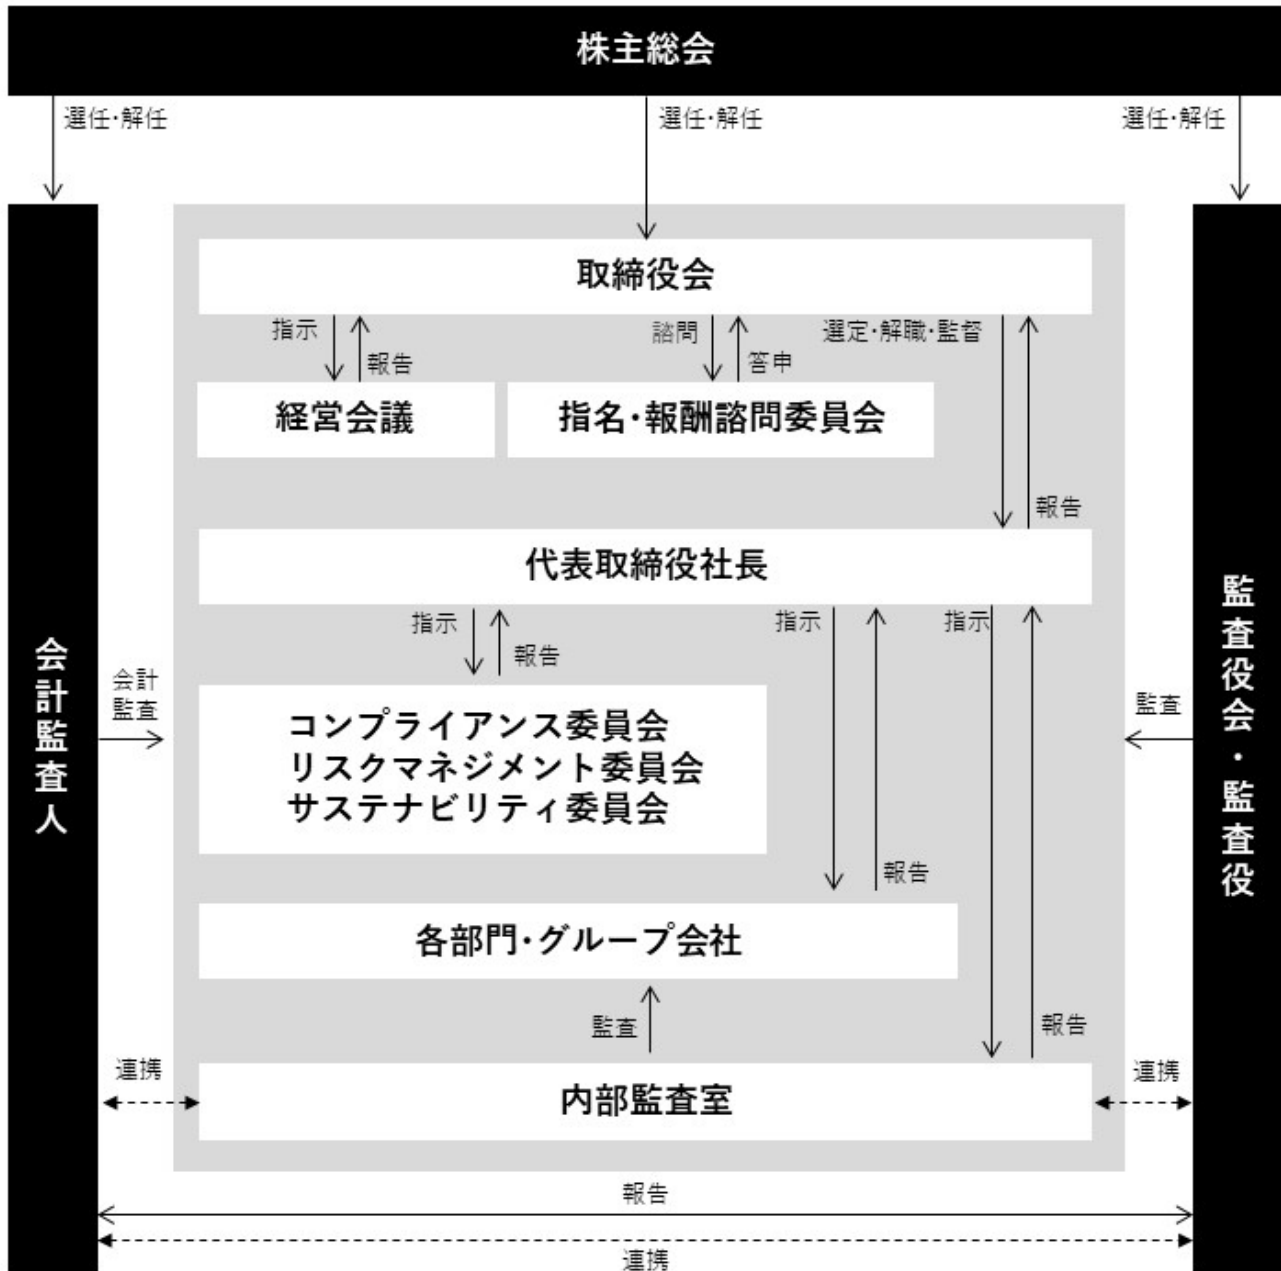 株主総会
選任・解任
選任・解任
選任・解任
取締役会
指示
報告
諮問
答申
選定・解職・監督
報告
経営会議
指名・報酬諮問委員会
代表取締役社長
指示
報告
指示
報告
指示
報告
コンプライアンス委員会
リスクマネジメント委員会
サステナビリティ委員会
会計監査人
会計
監査
監査役会・監査役
監査
各部門・グループ会社
監査
内部監査室
連携
連携
報告
連携